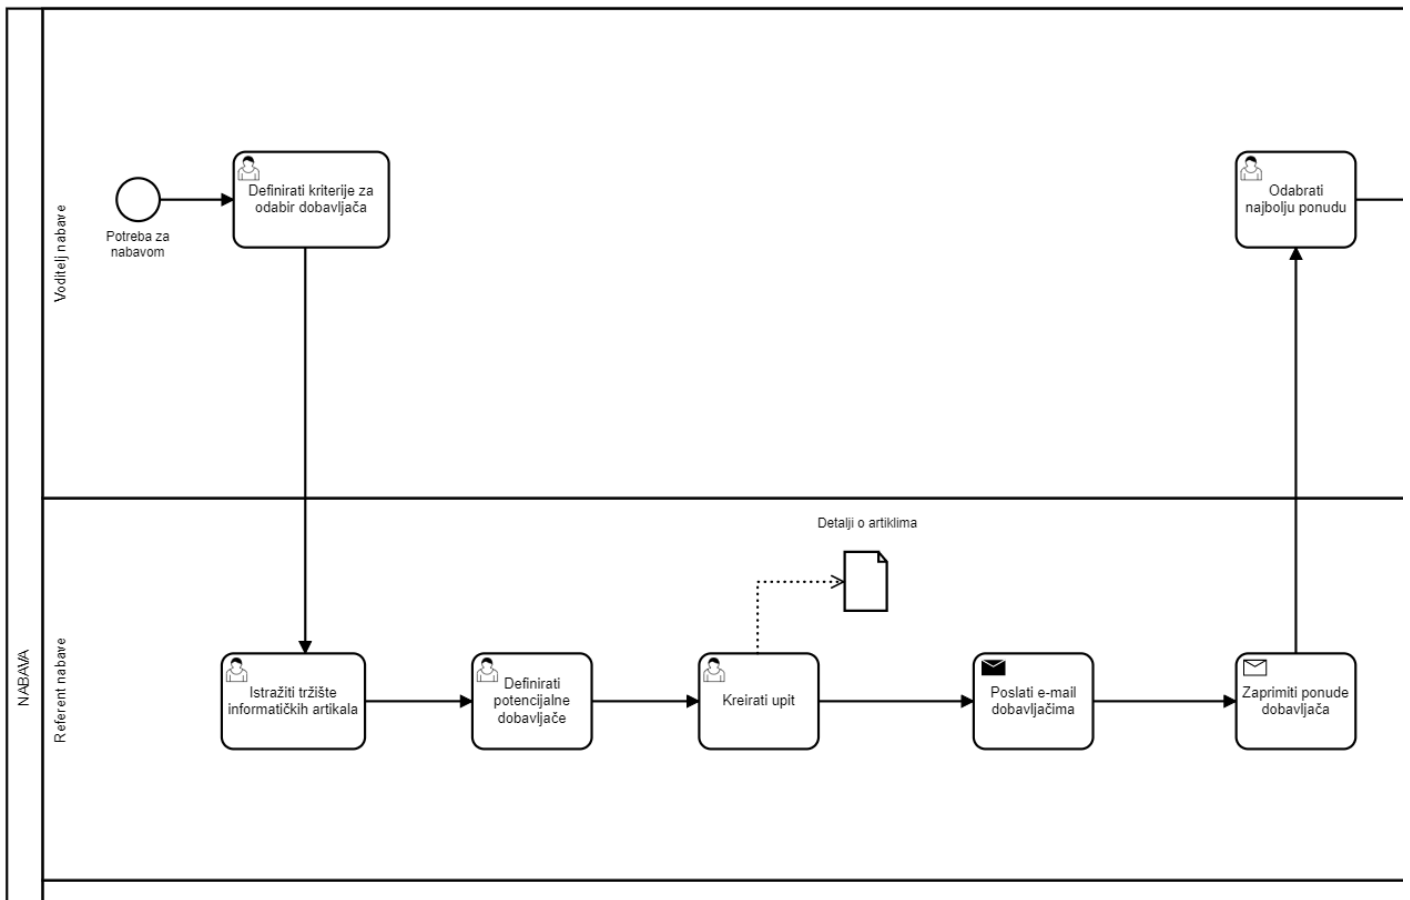 NABAVA
Voditelj nabave
Potreba za
nabavom
Definirati kriterije za
odabir dobavljača
Odabrati
najbolju ponudu
Referent nabave
Detalji o artiklima
Istražiti tržište
informatičkih artikala
Definirati
potencijalne
dobavljače
Kreirati upit
Poslati e-mail
dobavljačima
Zaprimiti ponude
dobavljača